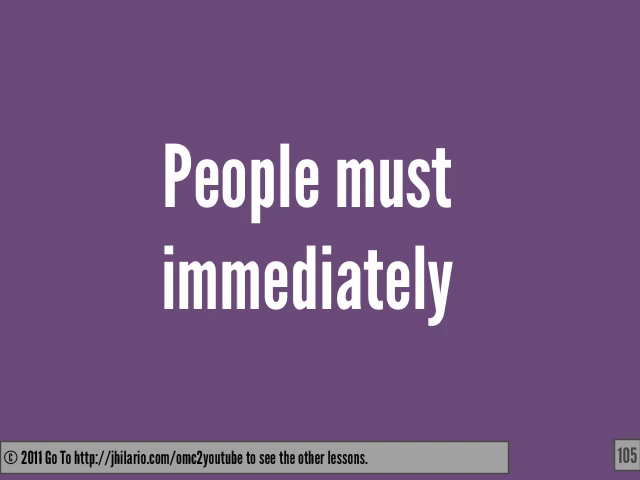 People must
immediately
© 2011 Go To http://jhilario.com/omc2youtube to see the other lessons.
105